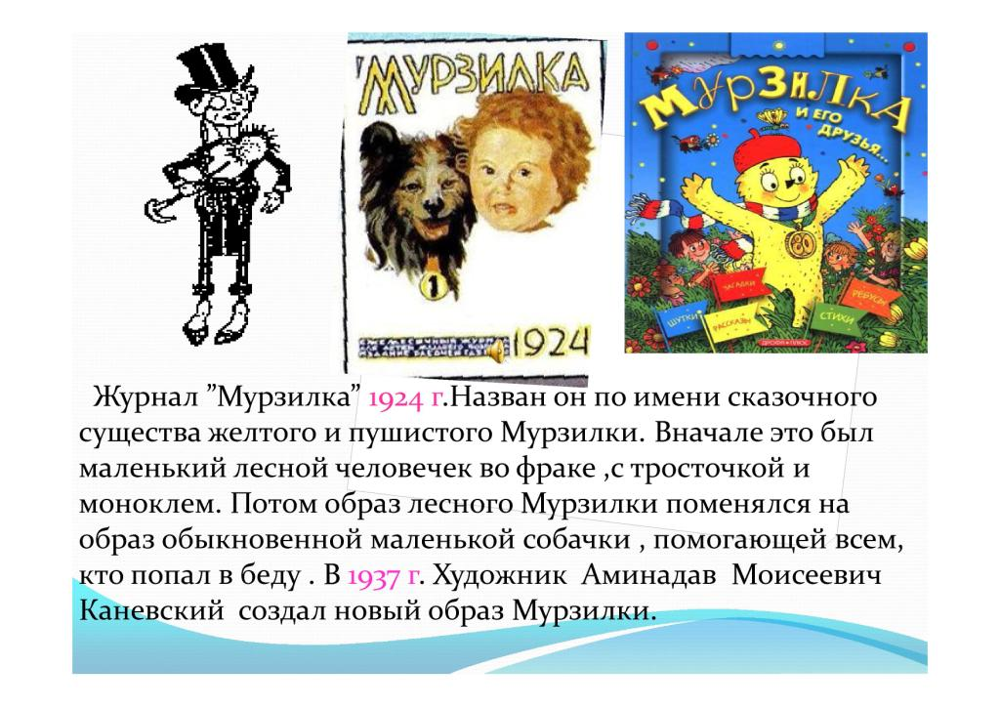 'МУРЗИЛКА
1
1924
МурЗиЛкА
И ЕГО
ДРУЗЬЯ...
80
ЗАГАДКИ
РЕБУСЫ
ШУТКИ
РАССКАЗЫ
СТИХИ
ДРОФА ПЛЮС
Журнал ”Мурзилка” 1924 г.Назван он по имени сказочного
существа желтого и пушистого Мурзилки. Вначале это был
маленький лесной человечек во фраке ,с тросточкой и
моноклем. Потом образ лесного Мурзилки поменялся на
образ обыкновенной маленькой собачки , помогающей всем,
кто попал в беду . В 1937 г. Художник Аминадав Моисеевич
Каневский создал новый образ Мурзилки.